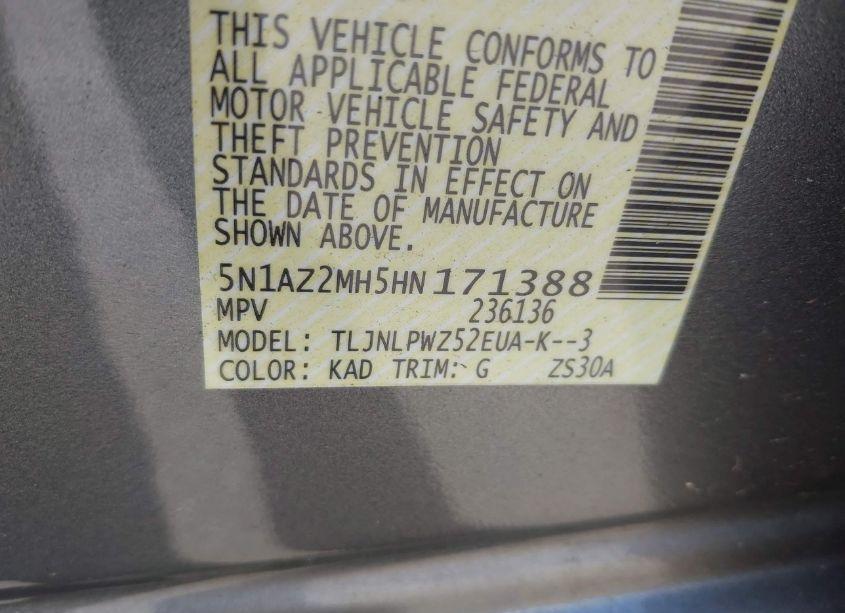 THIS VEHICLE CONFORMS TO
ALL APPLICABLE FEDERAL
MOTOR VEHICLE SAFETY AND
THEFT PREVENTION
STANDARDS IN EFFECT ON
THE DATE OF MANUFACTURE
SHOWN ABOVE.
5N1AZ2MH5HN171388
MPV 236136
MODEL: TLJNLPWZ52EUA-K--3
COLOR: KAD TRIM: G ZS30A